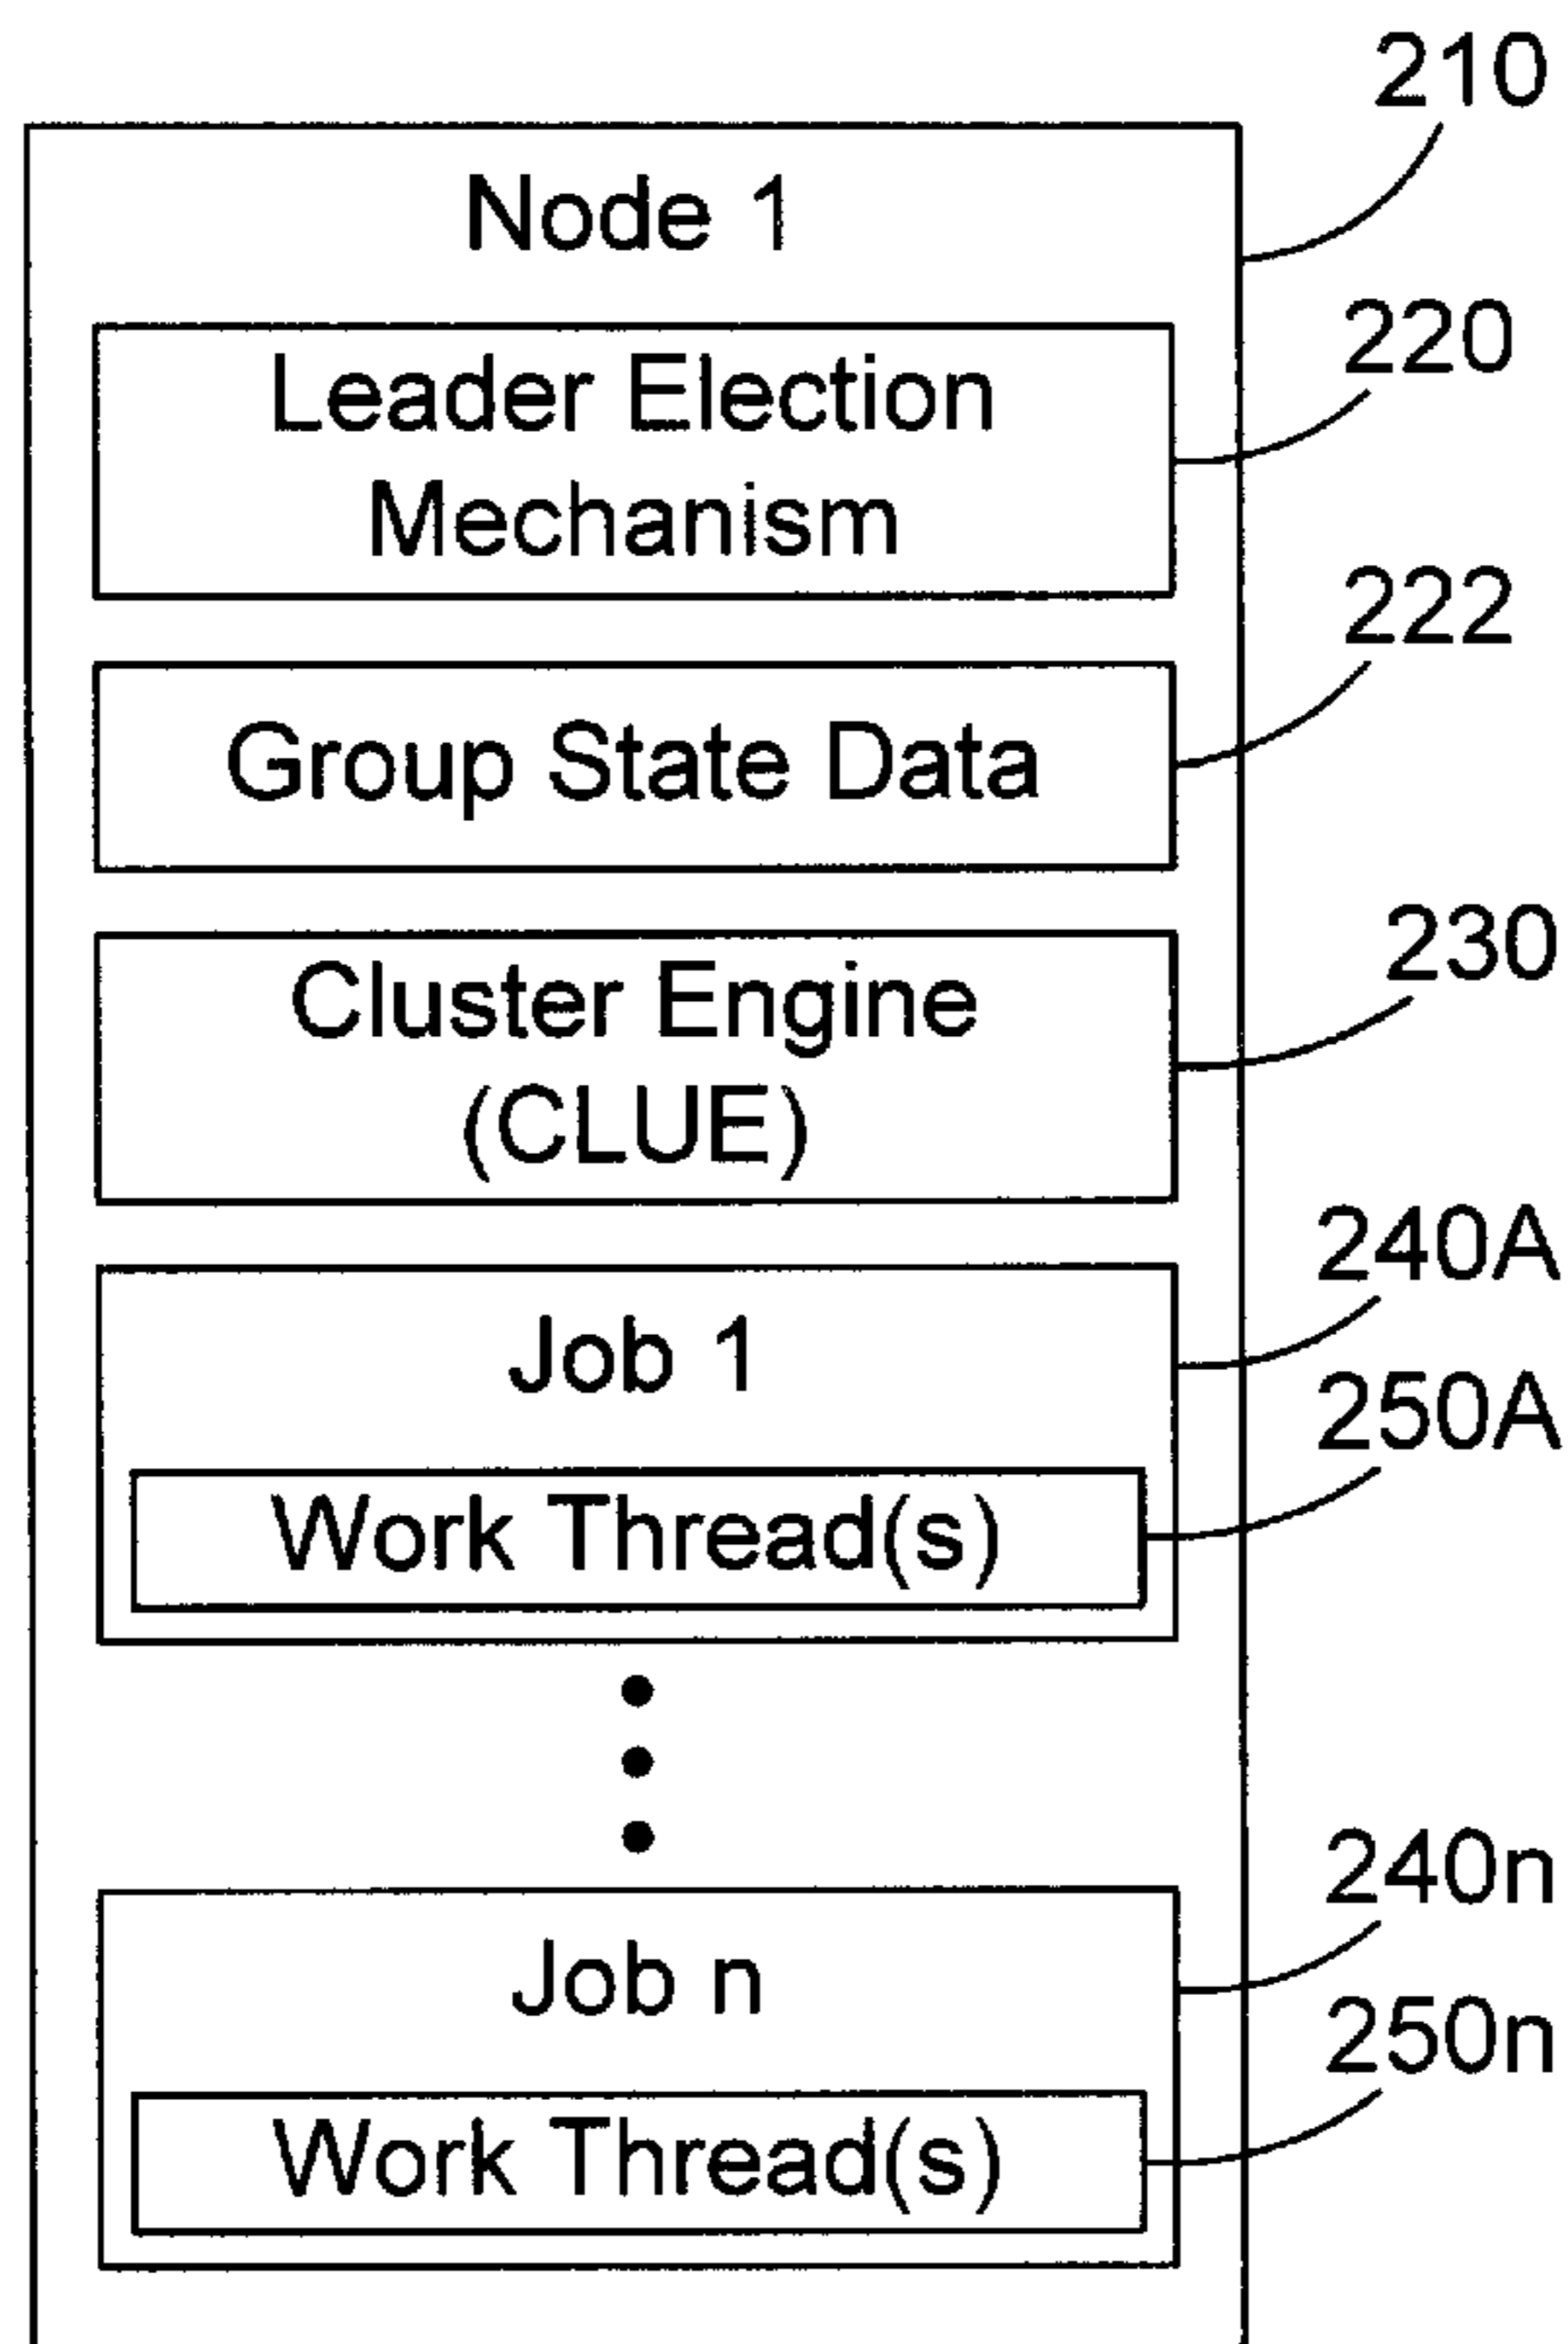 210
Node 1
220
Leader Election
Mechanism
222
Group State Data
230
Cluster Engine
(CLUE)
240A
Job 1
250A
Work Thread(s)
240n
Job n
250n
Work Thread(s)